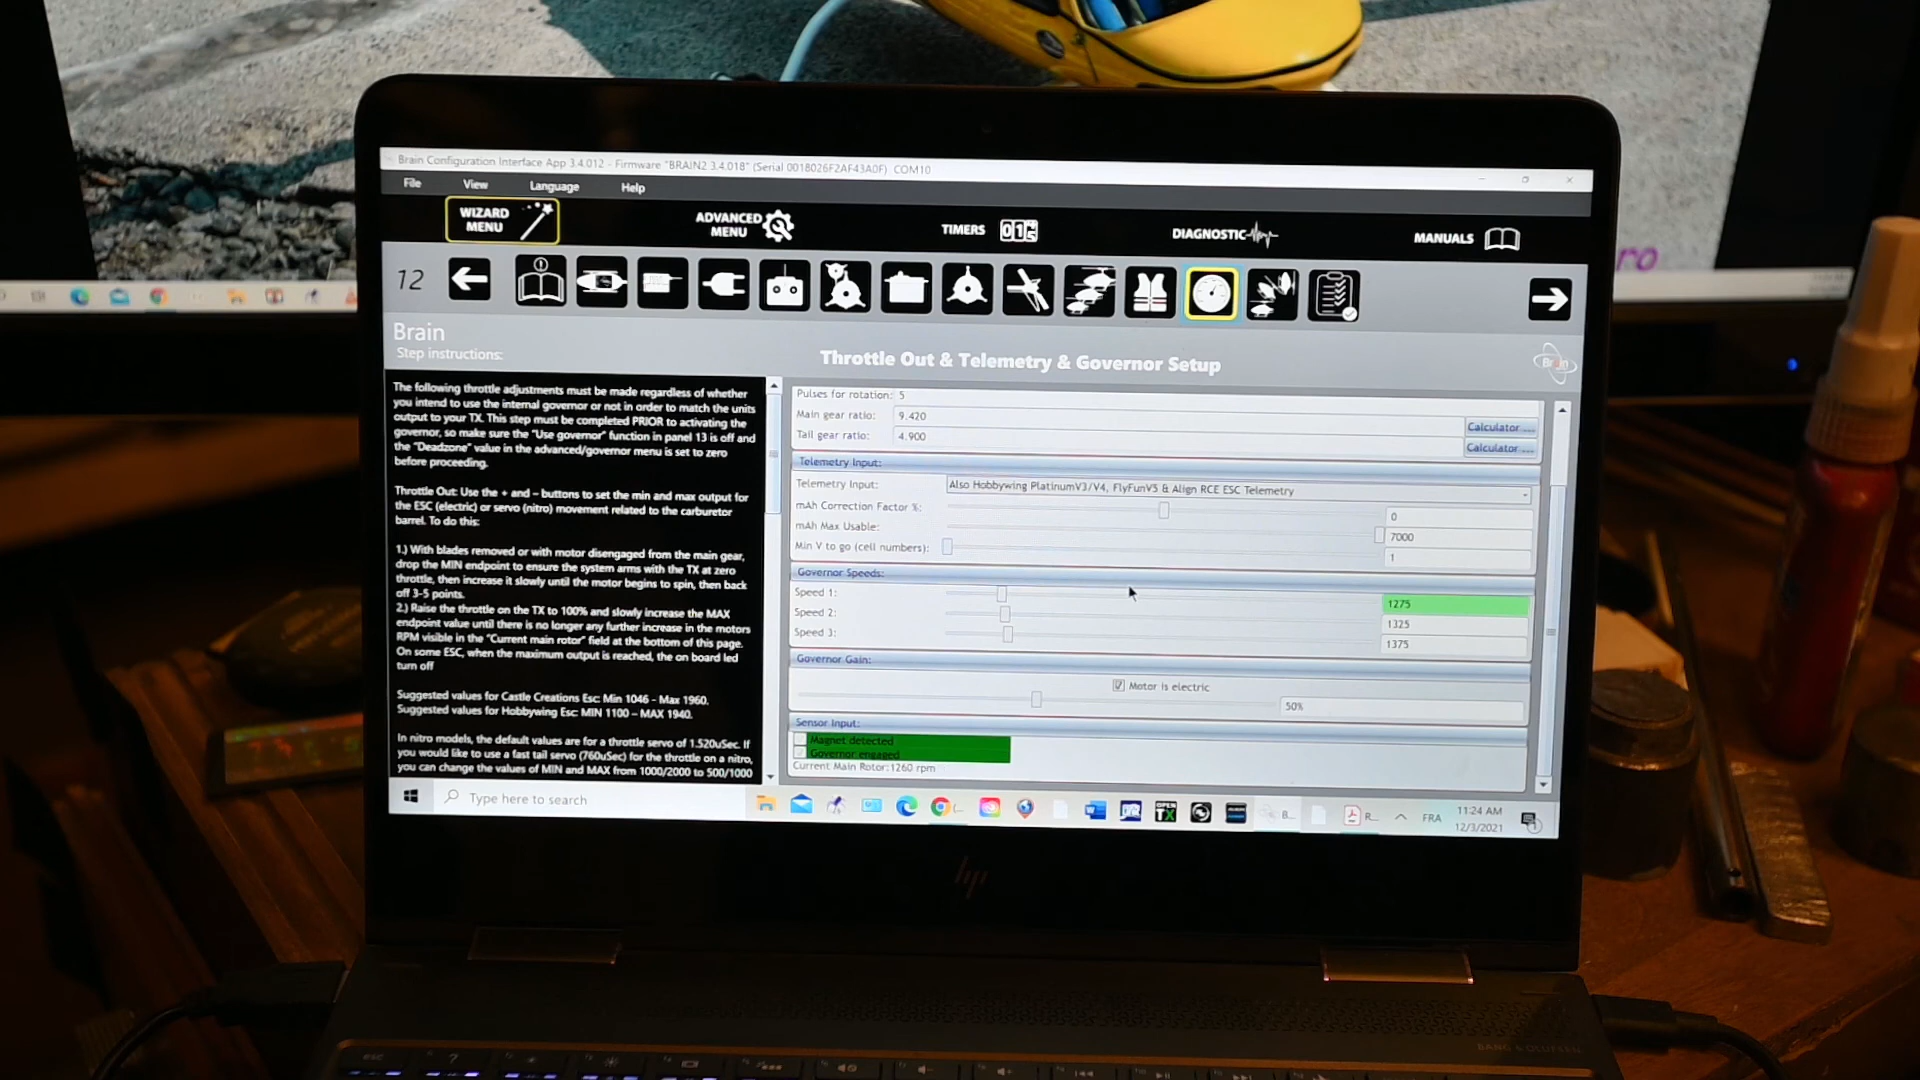 ro
Brain Configuration Interface App 3.4.012 - Firmware "BRAIN2 3.4.018" (Serial 0018026F2AF43A0F) COM10
File View Language Help
WIZARD MENU
ADVANCED MENU
TIMERS
DIAGNOSTIC
MANUALS
12
Brain
Step instructions:
Throttle Out & Telemetry & Governor Setup
The following throttle adjustments must be made regardless of whether
you intend to use the internal governor or not in order to match the units
output to your TX. This step must be completed PRIOR to activating the
governor, so make sure the "Use governor" function in panel 13 is off and
the "Deadzone" value in the advanced/governor menu is set to zero
before proceeding.
Throttle Out: Use the + and – buttons to set the min and max output for
the ESC (electric) or servo (nitro) movement related to the carburetor
barrel. To do this:
1.) With blades removed or with motor disengaged from the main gear,
drop the MIN endpoint to ensure the system arms with the TX at zero
throttle, then increase it slowly until the motor begins to spin, then back
off 3-5 points.
2.) Raise the throttle on the TX to 100% and slowly increase the MAX
endpoint value until there is no longer any further increase in the motors
RPM visible in the "Current main rotor" field at the bottom of this page.
On some ESC, when the maximum output is reached, the on board led
turn off
Suggested values for Castle Creations Esc: Min 1046 - Max 1960.
Suggested values for Hobbywing Esc: MIN 1100 – MAX 1940.
In nitro models, the default values are for a throttle servo of 1.520uSec. If
you would like to use a fast tail servo (760uSec) for the throttle on a nitro,
you can change the values of MIN and MAX from 1000/2000 to 500/1000
Pulses for rotation: 5
Main gear ratio: 9.420
Calculator ...
Tail gear ratio: 4.900
Calculator ...
Telemetry Input:
Telemetry Input: Also Hobbywing PlatinumV3/V4, FlyFunV5 & Align RCE ESC Telemetry
mAh Correction Factor %: 0
mAh Max Usable: 7000
Min V to go (cell numbers): 1
Governor Speeds:
Speed 1: 1275
Speed 2: 1325
Speed 3: 1375
Governor Gain:
Motor is electric
50%
Sensor Input:
Magnet detected
Governor engaged
Current Main Rotor: 1260 rpm
Type here to search
OPEN TX
B...
R...
FRA
11:24 AM
12/3/2021
hp
BANG & OLUFSEN
esc